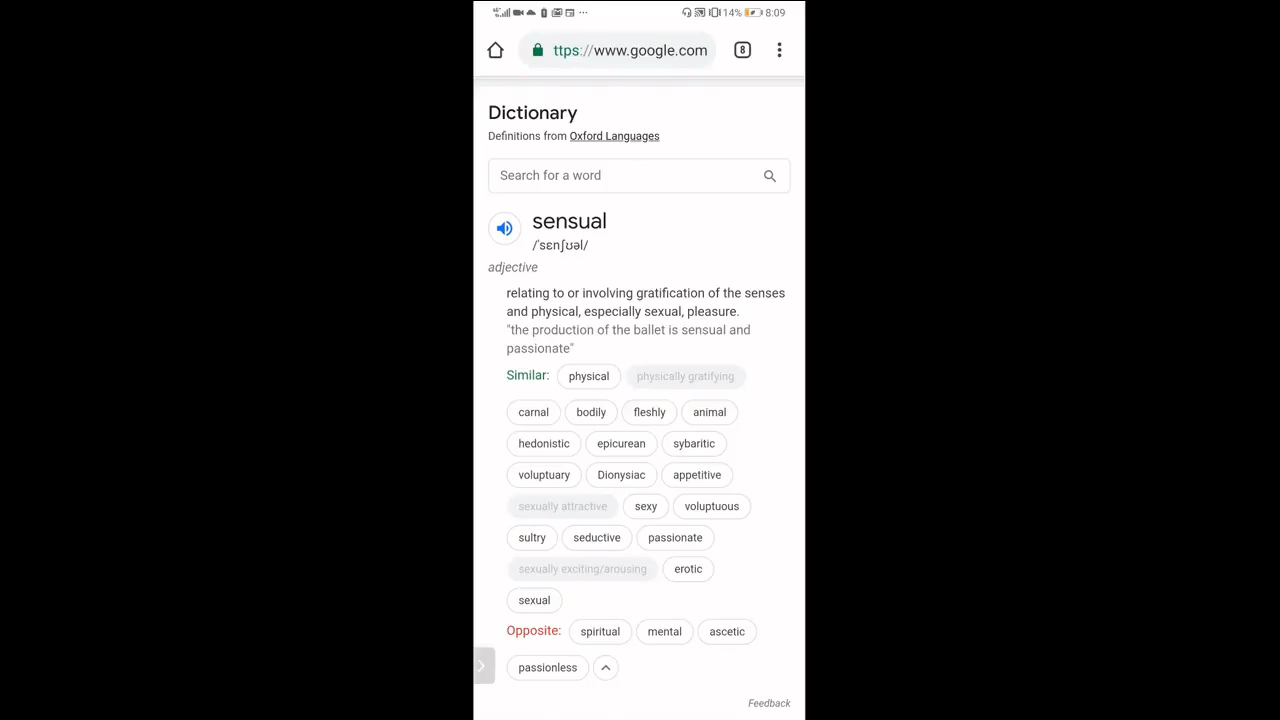 14% 8:09
ttps://www.google.com 8
Dictionary
Definitions from Oxford Languages
Search for a word
sensual
/ˈsɛnʃʊəl/
adjective
relating to or involving gratification of the senses
and physical, especially sexual, pleasure.
"the production of the ballet is sensual and
passionate"
Similar: physical physically gratifying
carnal bodily fleshly animal
hedonistic epicurean sybaritic
voluptuary Dionysiac appetitive
sexually attractive sexy voluptuous
sultry seductive passionate
sexually exciting/arousing erotic
sexual
Opposite: spiritual mental ascetic
passionless
Feedback